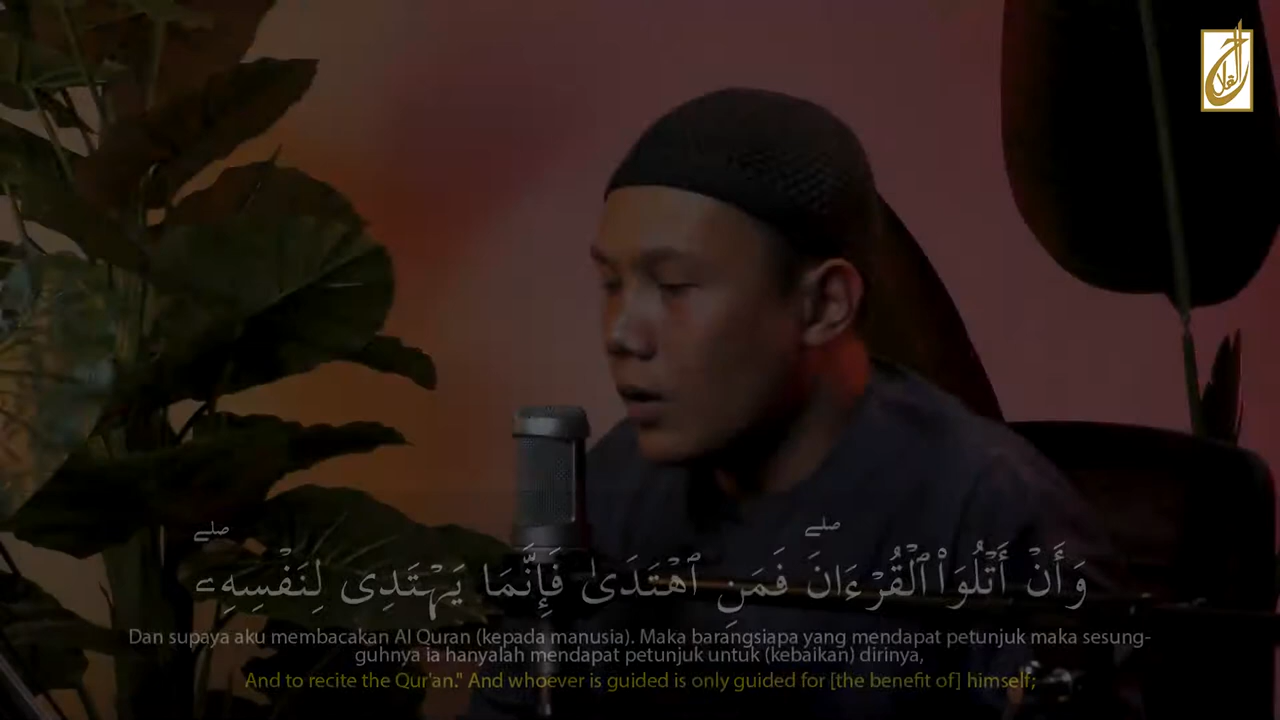 العلا
وَأَنْ أَتْلُوَا۟ ٱلْقُرْءَانَ ۖ فَمَنِ ٱهْتَدَىٰ فَإِنَّمَا يَهْتَدِى لِنَفْسِهِۦ ۖ
Dan supaya aku membacakan Al Quran (kepada manusia). Maka barangsiapa yang mendapat petunjuk maka sesung-
guhnya ia hanyalah mendapat petunjuk untuk (kebaikan) dirinya,
And to recite the Qur'an." And whoever is guided is only guided for [the benefit of] himself;